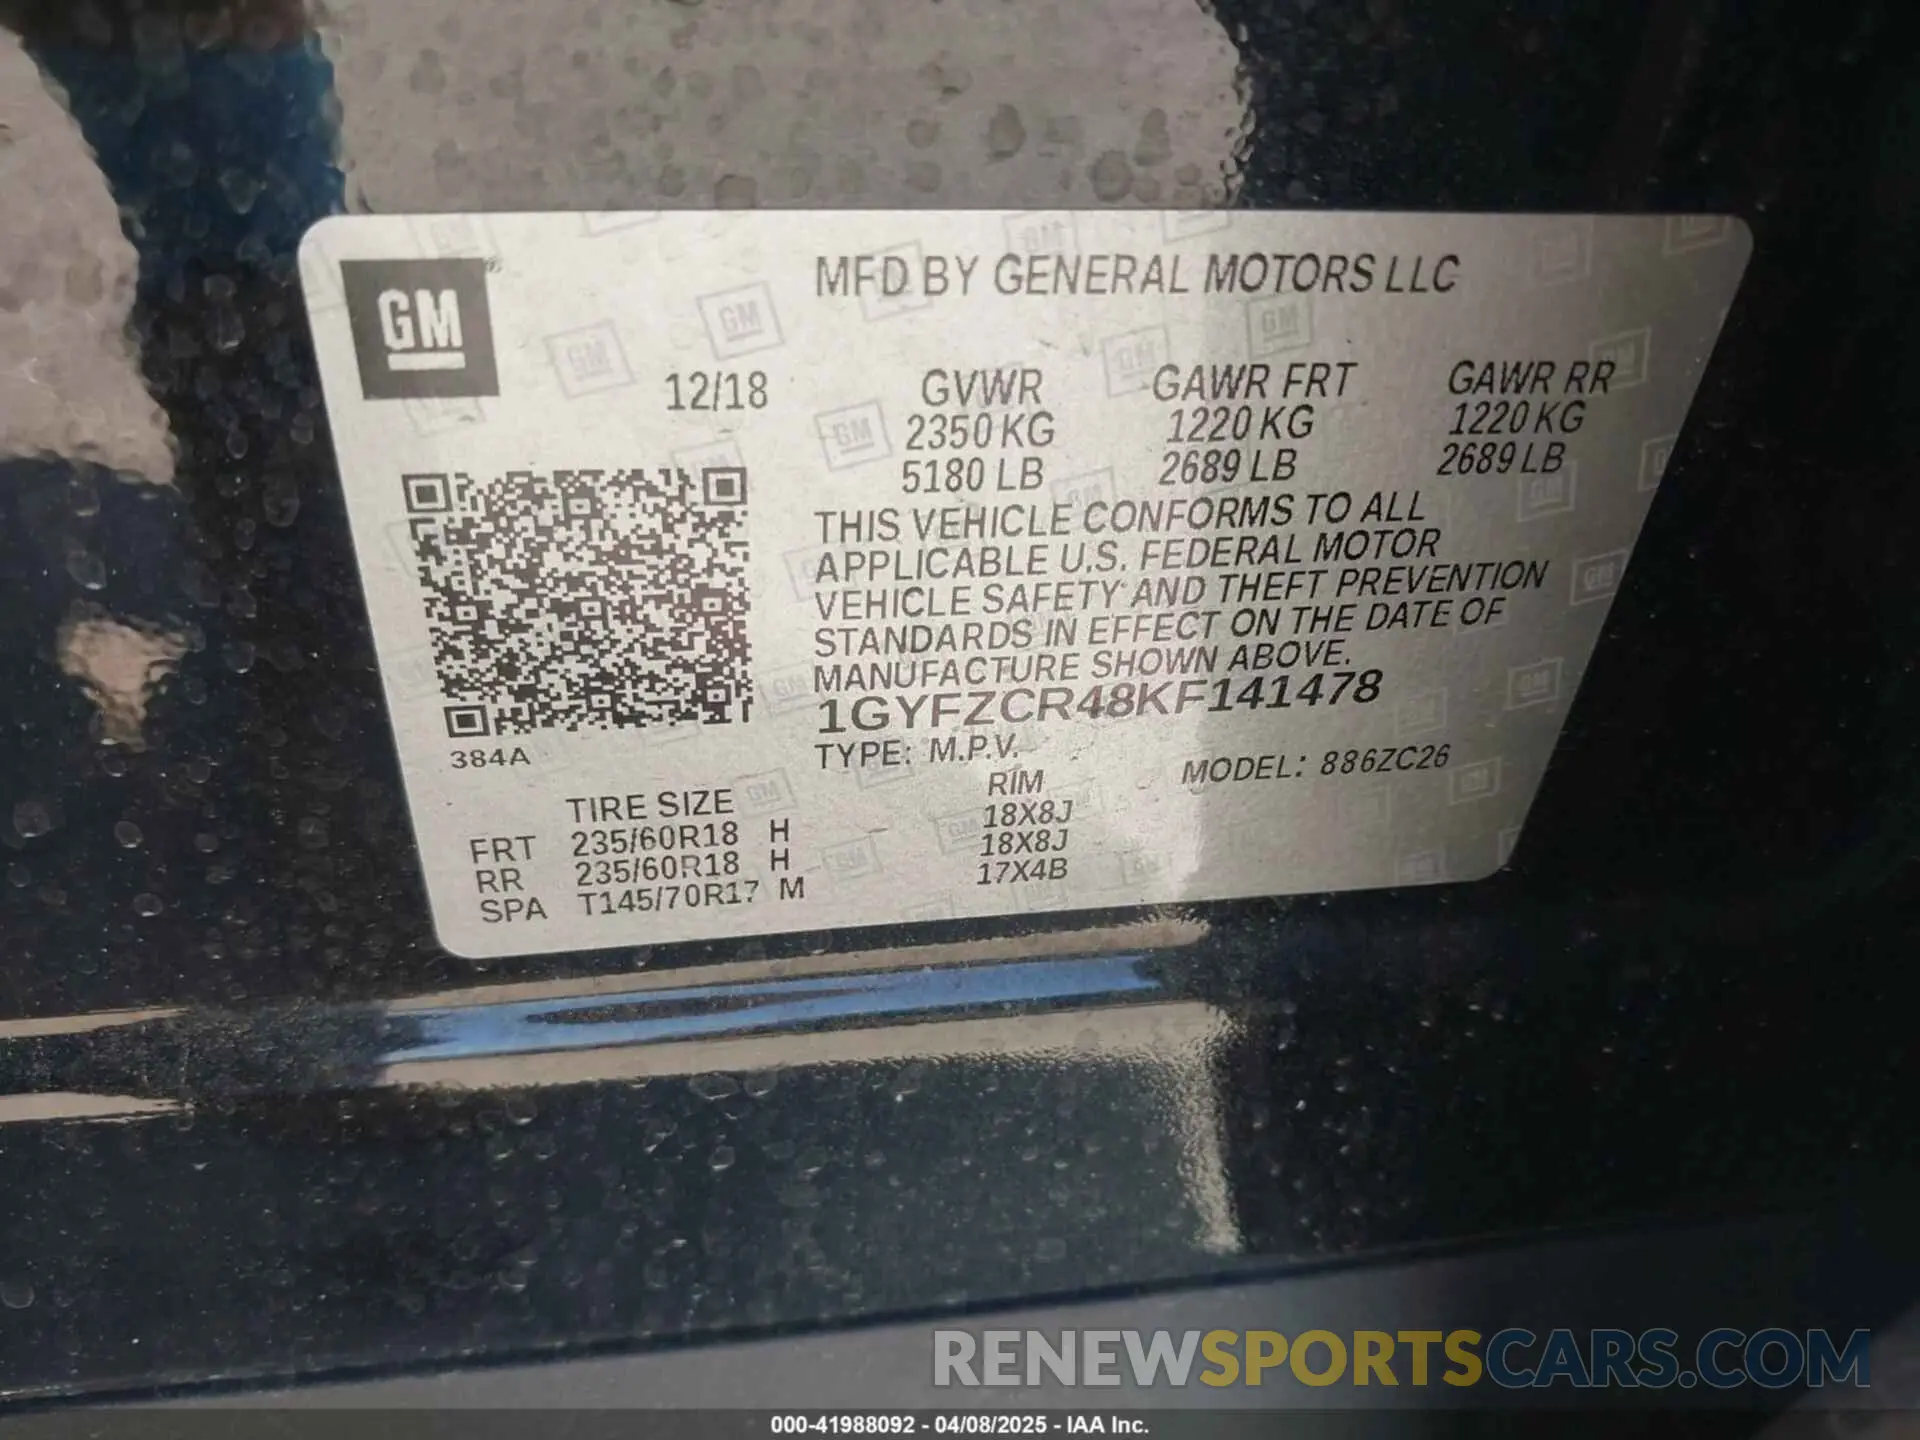 GM
MFD BY GENERAL MOTORS LLC
12/18
GVWR GAWR FRT GAWR RR
2350 KG 1220 KG 1220 KG
5180 LB 2689 LB 2689 LB
THIS VEHICLE CONFORMS TO ALL
APPLICABLE U.S. FEDERAL MOTOR
VEHICLE SAFETY AND THEFT PREVENTION
STANDARDS IN EFFECT ON THE DATE OF
MANUFACTURE SHOWN ABOVE.
1GYFZCR48KF141478
384A
TYPE: M.P.V. MODEL: 886ZC26
TIRE SIZE RIM
FRT 235/60R18 H 18X8J
RR 235/60R18 H 18X8J
SPA T145/70R17 M 17X4B
RENEWSPORTSCARS.COM
000-41988092 - 04/08/2025 - IAA Inc.